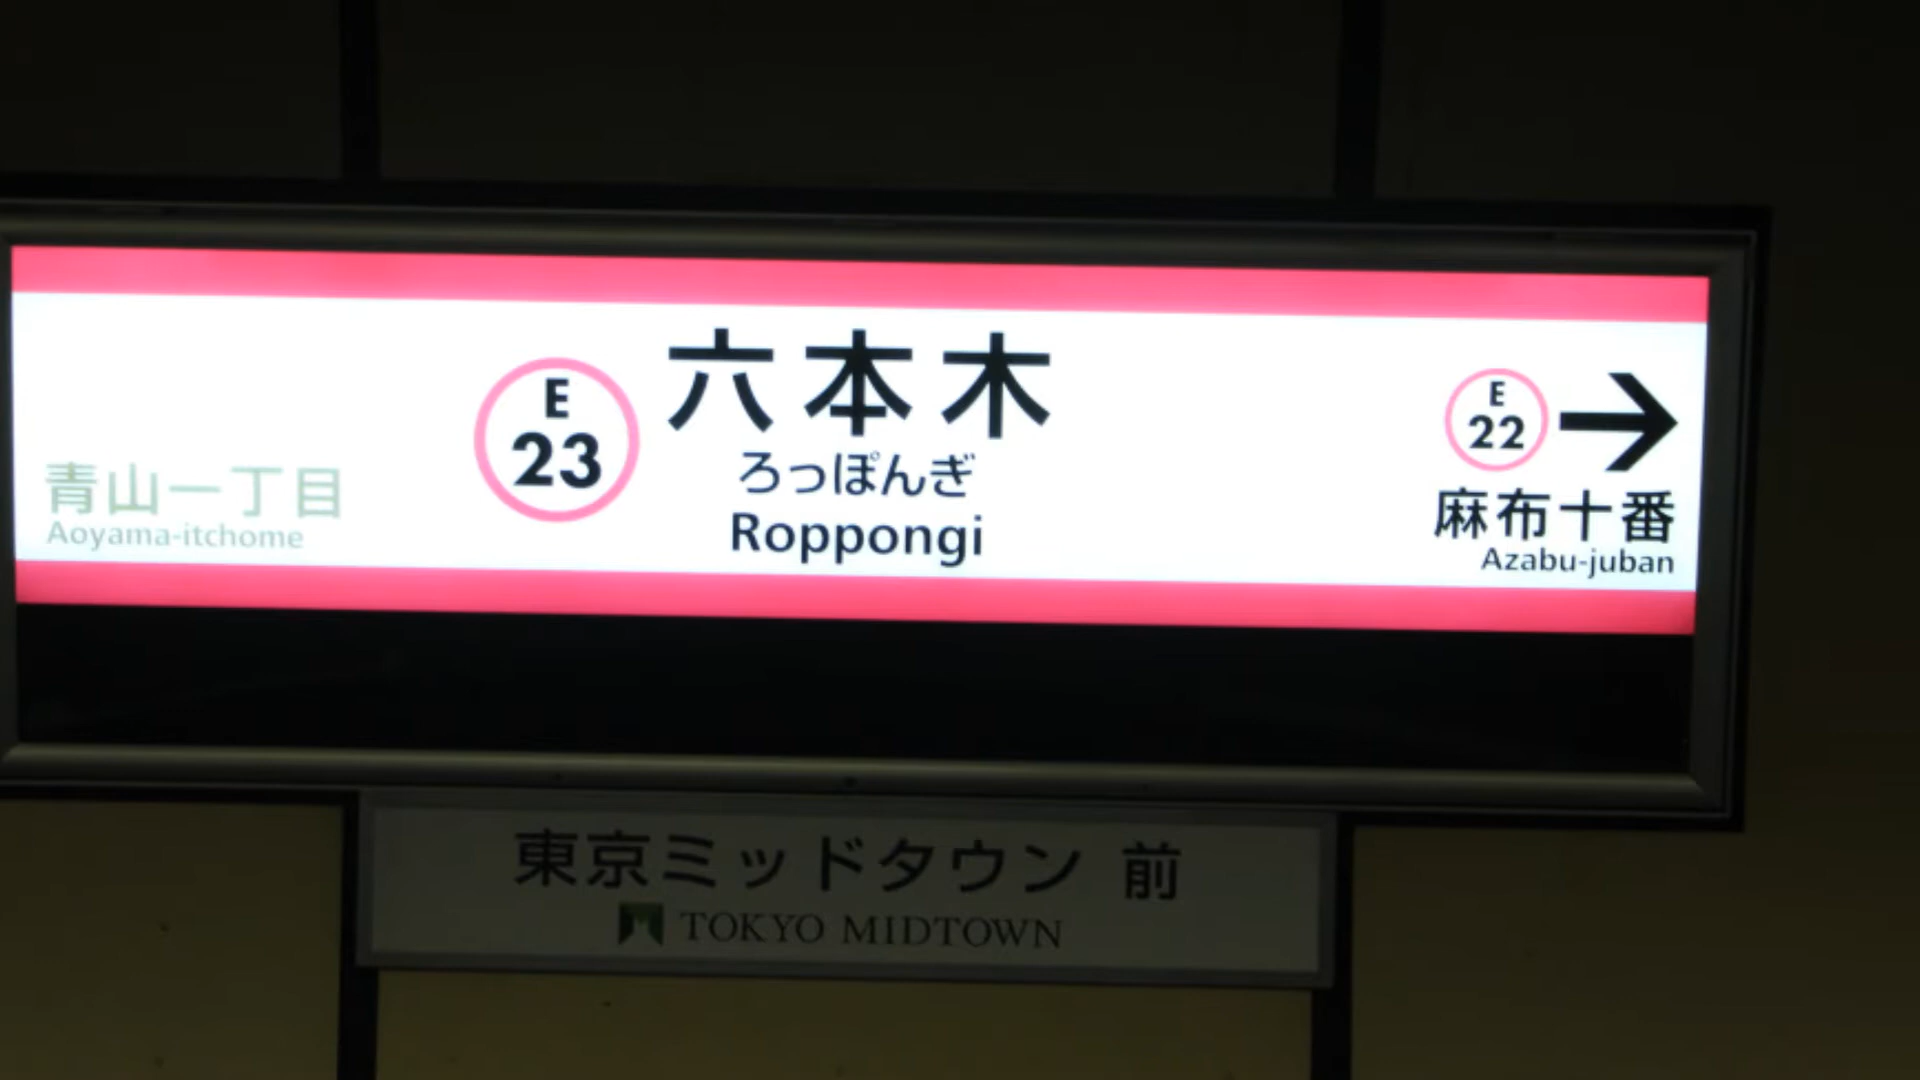 青山一丁目
Aoyama-itchome
E
23
六本木
ろっぽんぎ
Roppongi
E
22
麻布十番
Azabu-juban
東京ミッドタウン 前
TOKYO MIDTOWN